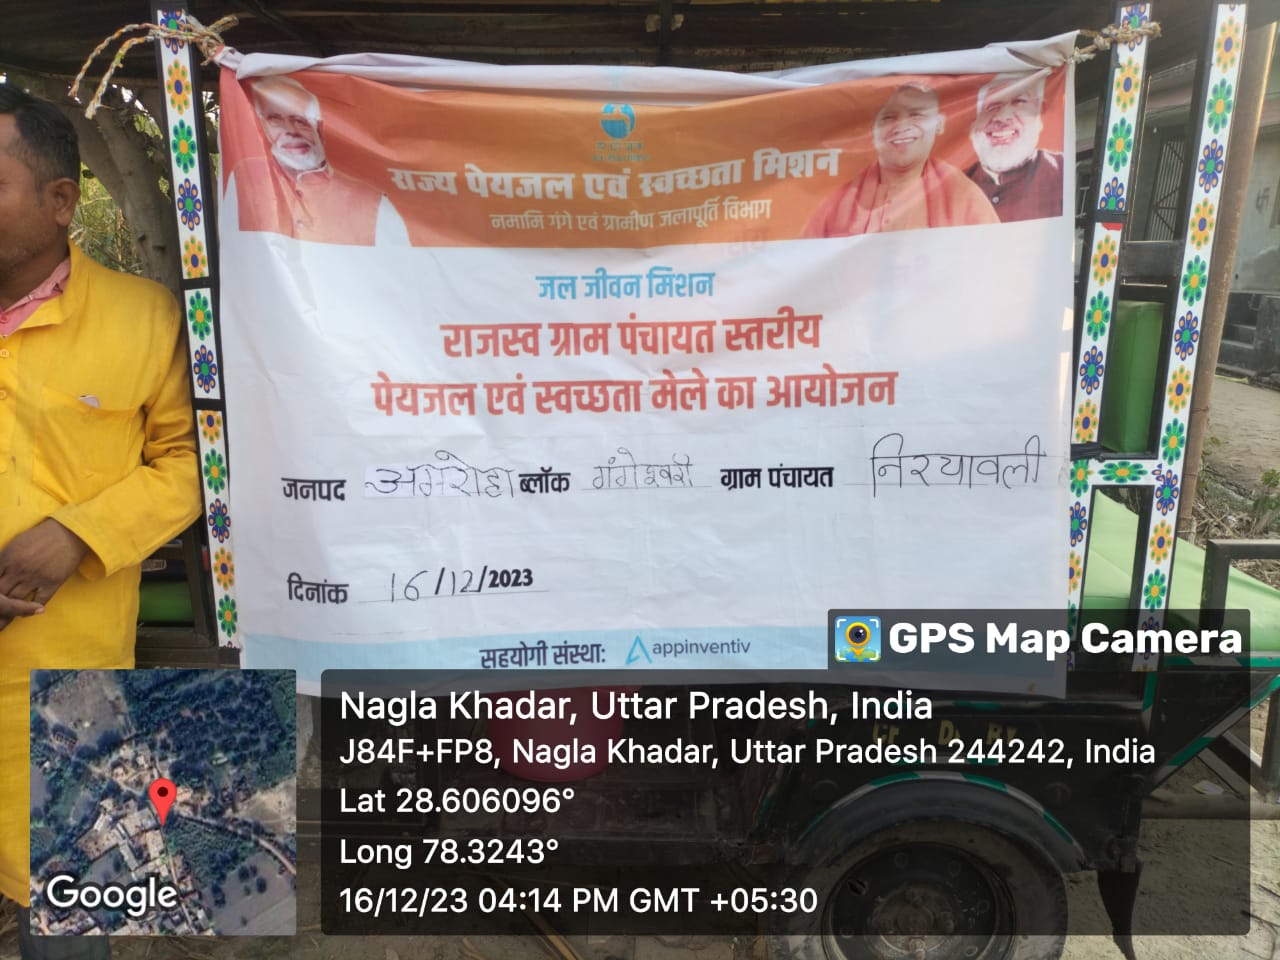 राज्य पेयजल एवं स्वच्छता मिशन
नमामि गंगे एवं ग्रामीण जलापूर्ति विभाग
जल जीवन मिशन
राजस्व ग्राम पंचायत स्तरीय
पेयजल एवं स्वच्छता मेले का आयोजन
जनपद अमरोहा ब्लॉक गंगेश्वरी ग्राम पंचायत निरयावली
दिनांक 16/12/2023
सहयोगी संस्था: appinventiv
GPS Map Camera
Nagla Khadar, Uttar Pradesh, India
J84F+FP8, Nagla Khadar, Uttar Pradesh 244242, India
Lat 28.606096°
Long 78.3243°
16/12/23 04:14 PM GMT +05:30
Google